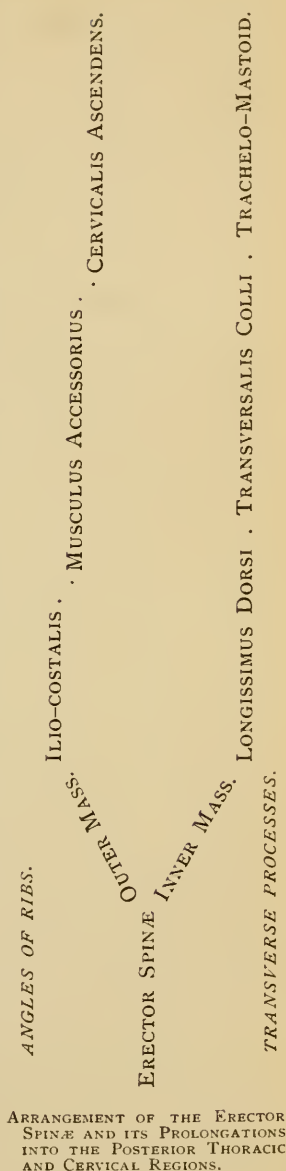 ANGLES OF RIBS.
ERECTOR SPINÆ
OUTER MASS.
ILIO–COSTALIS . . MUSCULUS ACCESSORIUS . . CERVICALIS ASCENDENS.
INNER MASS.
LONGISSIMUS DORSI . TRANSVERSALIS COLLI . TRACHELO–MASTOID.
TRANSVERSE PROCESSES.
ARRANGEMENT OF THE ERECTOR
SPINÆ AND ITS PROLONGATIONS
INTO THE POSTERIOR THORACIC
AND CERVICAL REGIONS.